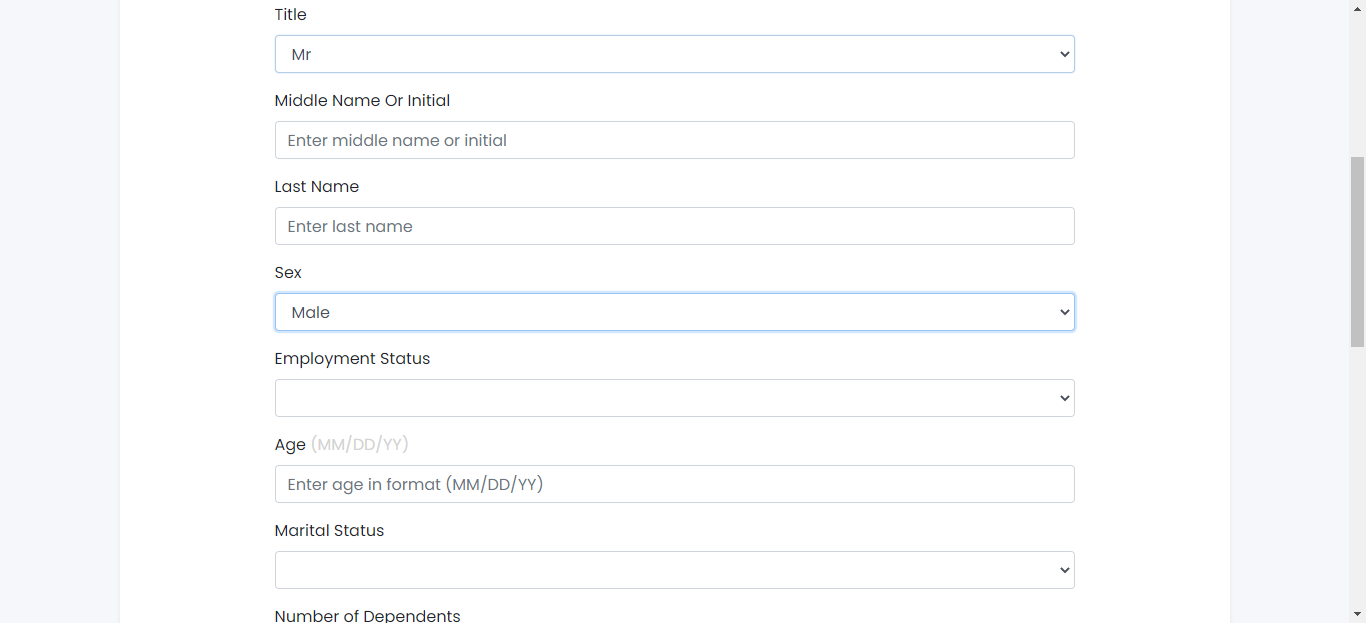 Title
Mr
Middle Name Or Initial
Enter middle name or initial
Last Name
Enter last name
Sex
Male
Employment Status
Age (MM/DD/YY)
Enter age in format (MM/DD/YY)
Marital Status
Number of Dependents